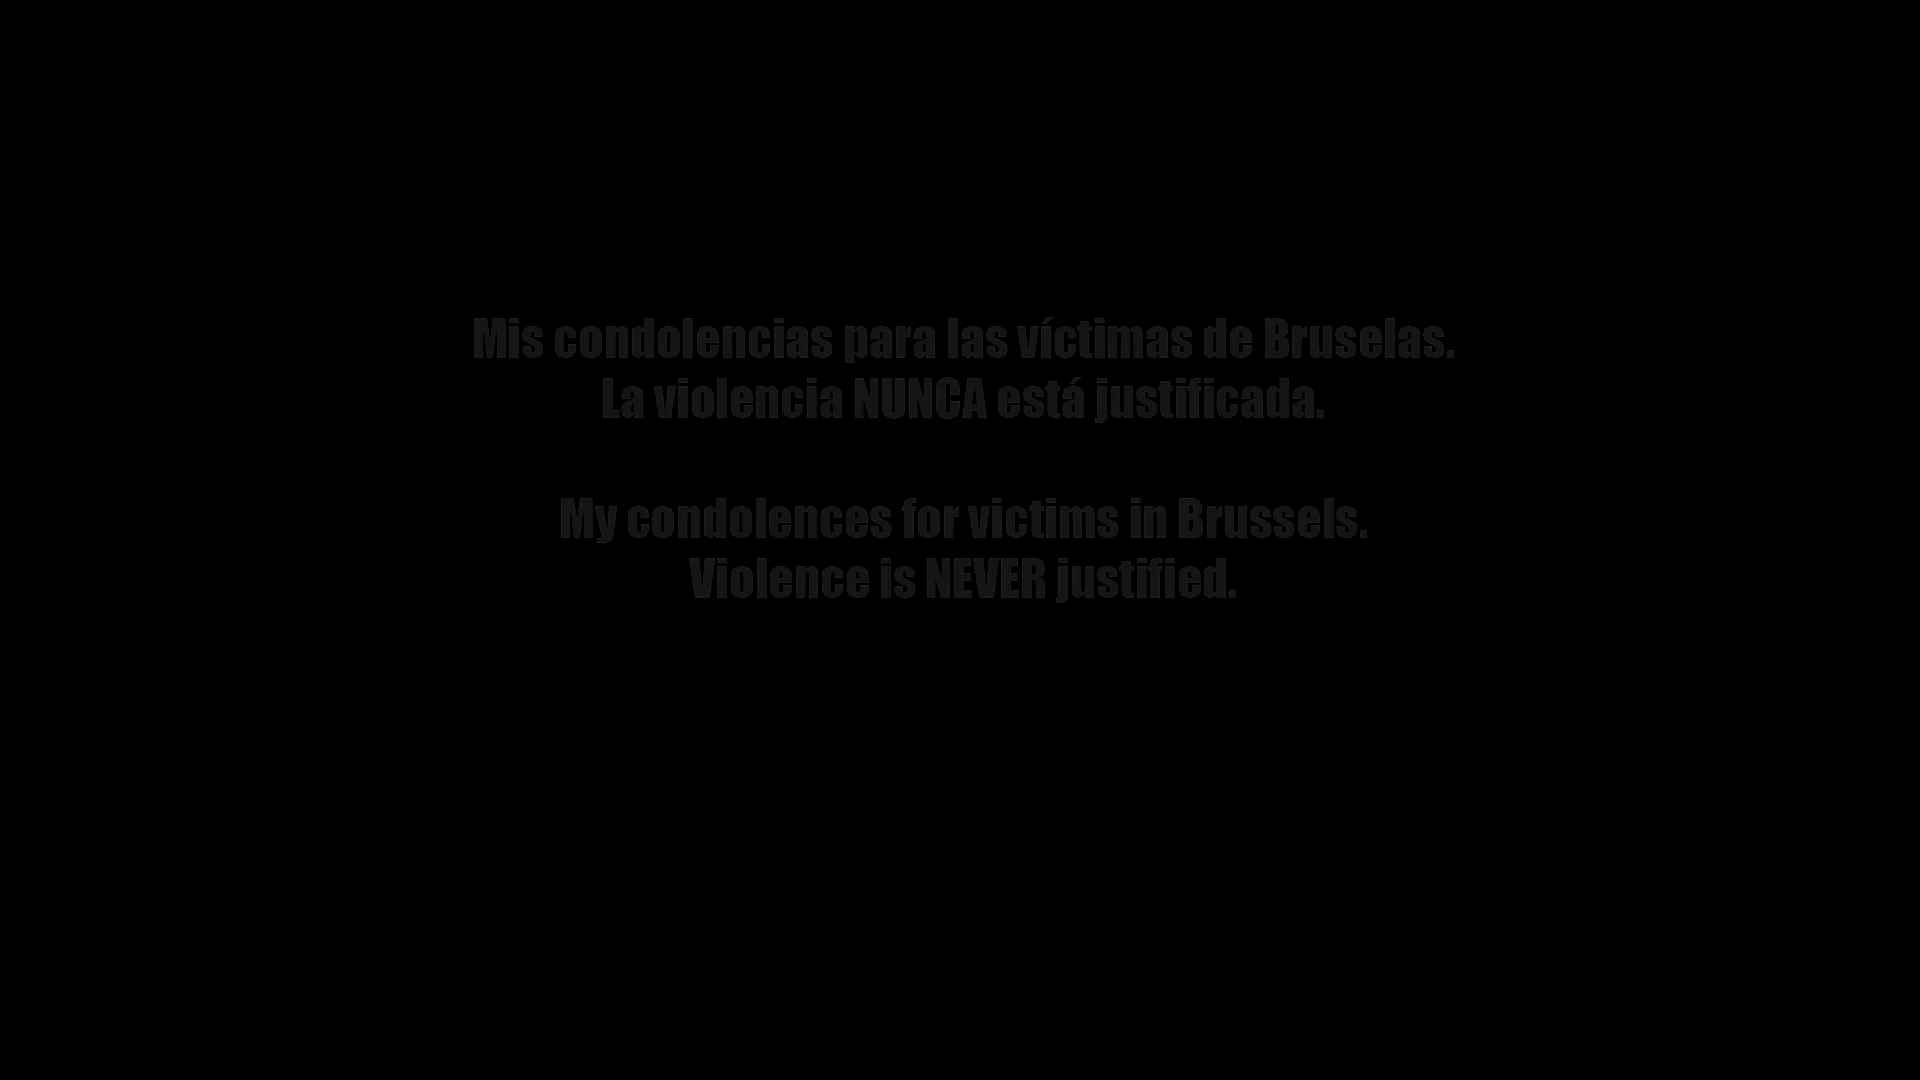 Mis condolencias para las víctimas de Bruselas.
La violencia NUNCA está justificada.
My condolences for victims in Brussels.
Violence is NEVER justified.